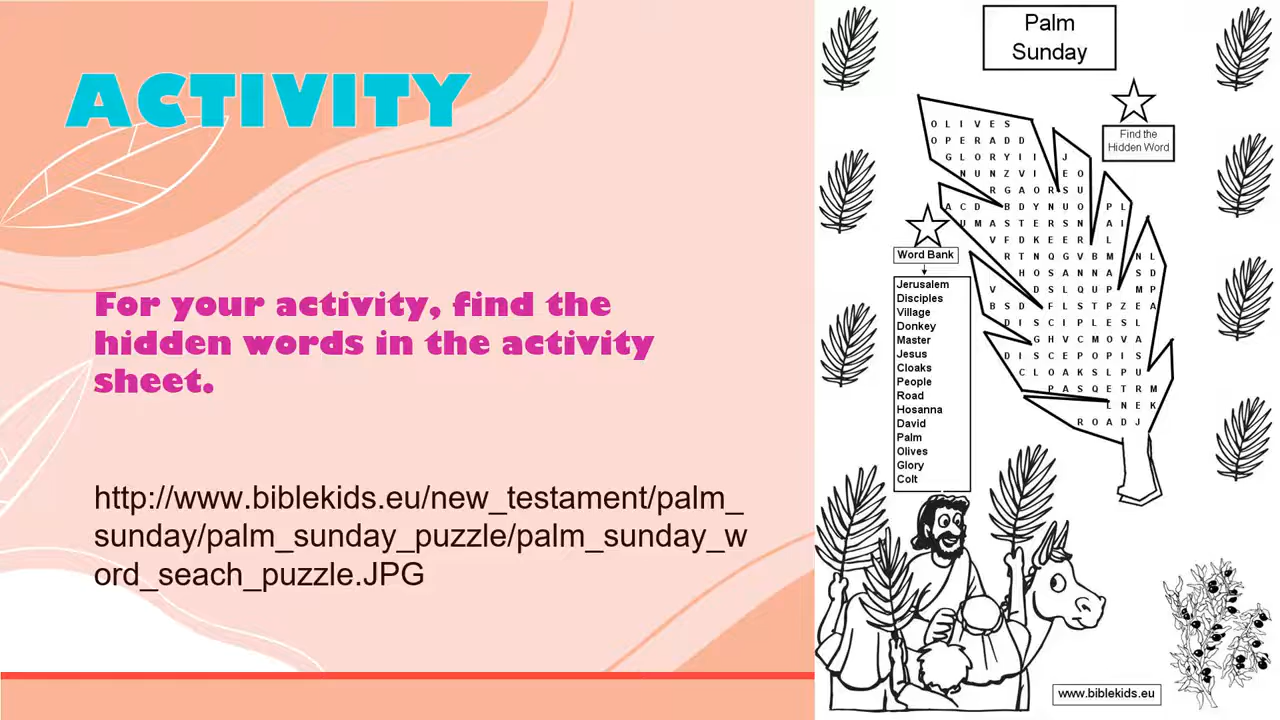 ACTIVITY
For your activity, find the
hidden words in the activity
sheet.
http://www.biblekids.eu/new_testament/palm_
sunday/palm_sunday_puzzle/palm_sunday_w
ord_seach_puzzle.JPG
Palm
Sunday
Find the
Hidden Word
O L I V E S
O P E R A D D
G L O R Y I I J
N U N Z V I E O
R G A O R S U
A C D B D Y N U O P L
U M A S T E R S N A I
V F D K E E R L
R T N Q G V B M N L
H O S A N N A S D
V D S L Q U P M P
B S D F L S T P Z E A
D I S C I P L E S L
G H V C M O V A
D I S C E P O P I S
C L O A K S L P U
P A S Q E T R M
L N E K
R O A D J
Word Bank
Jerusalem
Disciples
Village
Donkey
Master
Jesus
Cloaks
People
Road
Hosanna
David
Palm
Olives
Glory
Colt
www.biblekids.eu